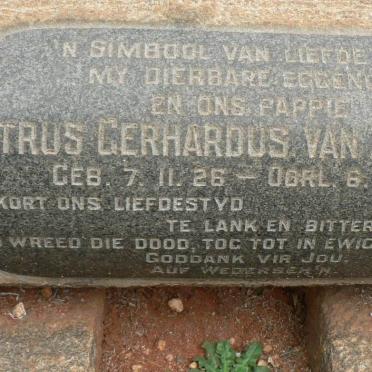 'N SIMBOOL VAN LIEFDE
MY DIERBARE EGGEN
EN ONS PAPPIE
TRUS GERHARDUS VAN
GEB. 7. 11. 26 — OORL. 6.
KORT ONS LIEFDESTYD
TE LANK EN BITTER
WREED DIE DOOD, TOG TOT IN EWIG
GODDANK VIR JOU.
AUF WEDERSEH'N.